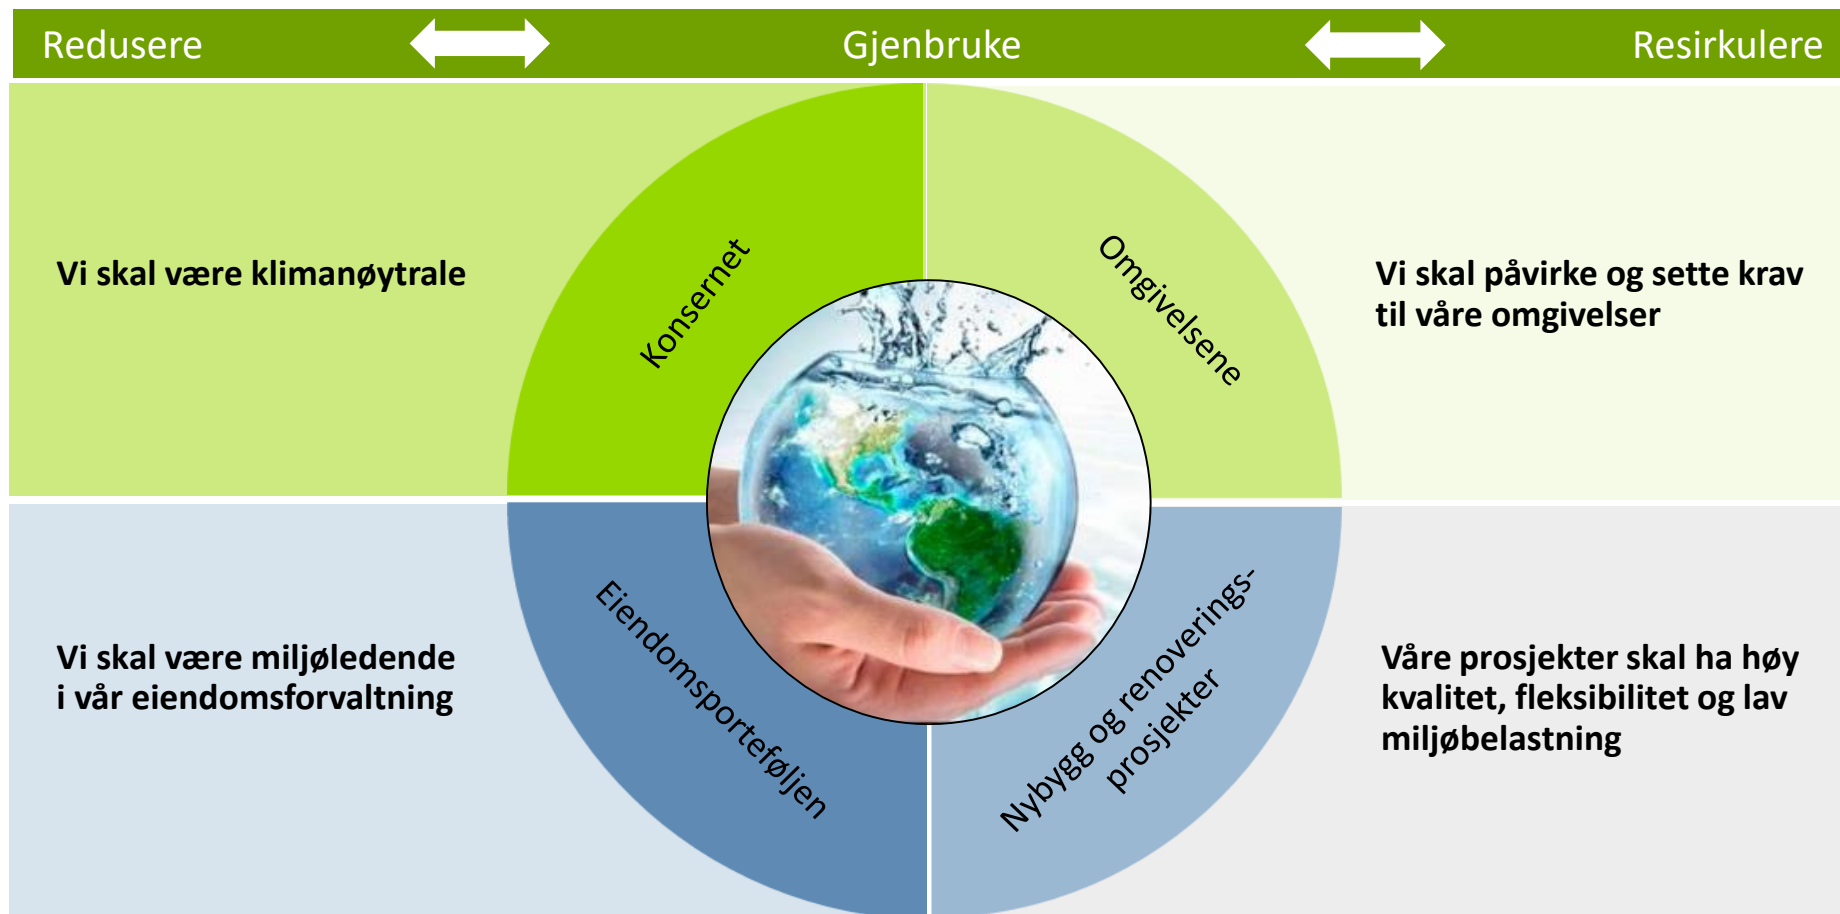 Redusere
Gjenbruke
Resirkulere
Vi skal være klimanøytrale
Konsernet
Omgivelsene
Vi skal påvirke og sette krav
til våre omgivelser
Vi skal være miljøledende
i vår eiendomsforvaltning
Eiendomsporteføljen
Nybygg og renoverings-
prosjekter
Våre prosjekter skal ha høy
kvalitet, fleksibilitet og lav
miljøbelastning